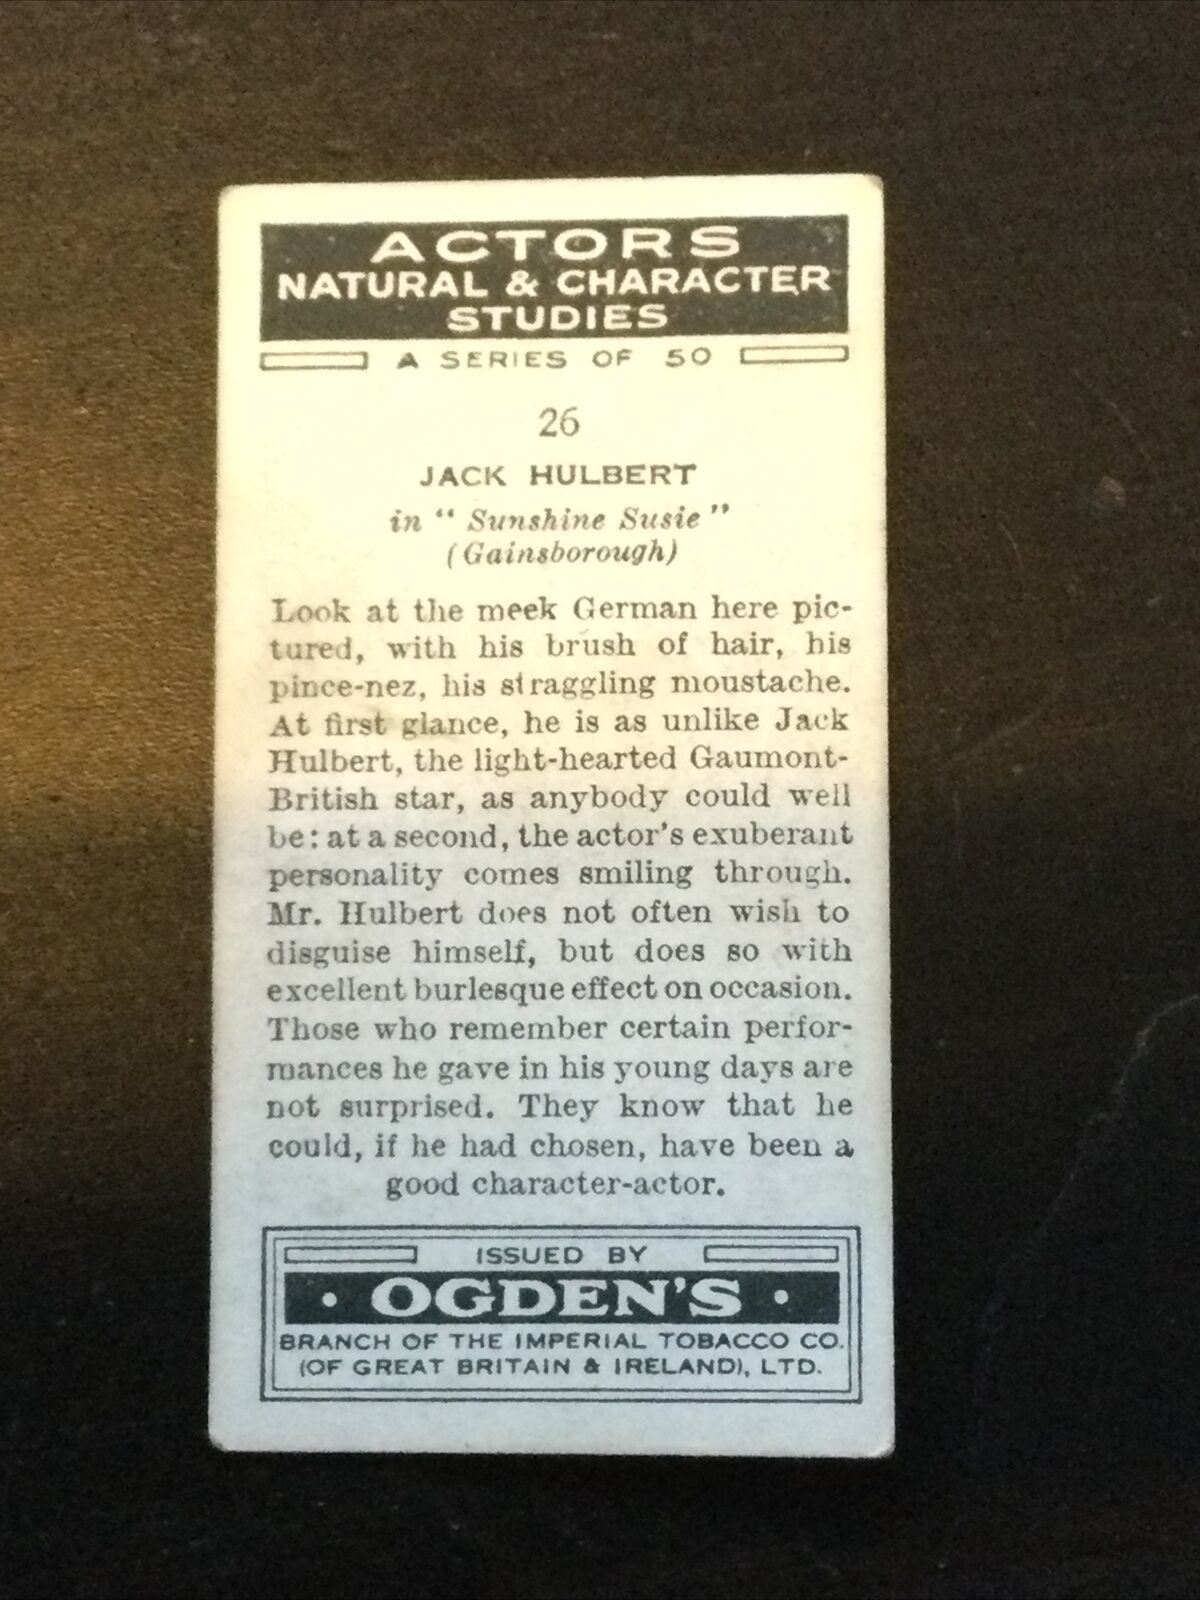 ACTORS
NATURAL & CHARACTER
STUDIES
A SERIES OF 50
26
JACK HULBERT
in " Sunshine Susie "
(Gainsborough)
Look at the meek German here pic-
tured, with his brush of hair, his
pince-nez, his straggling moustache.
At first glance, he is as unlike Jack
Hulbert, the light-hearted Gaumont-
British star, as anybody could well
be: at a second, the actor's exuberant
personality comes smiling through.
Mr. Hulbert does not often wish to
disguise himself, but does so with
excellent burlesque effect on occasion.
Those who remember certain perfor-
mances he gave in his young days are
not surprised. They know that he
could, if he had chosen, have been a
good character-actor.
ISSUED BY
· OGDEN'S ·
BRANCH OF THE IMPERIAL TOBACCO CO.
(OF GREAT BRITAIN & IRELAND), LTD.